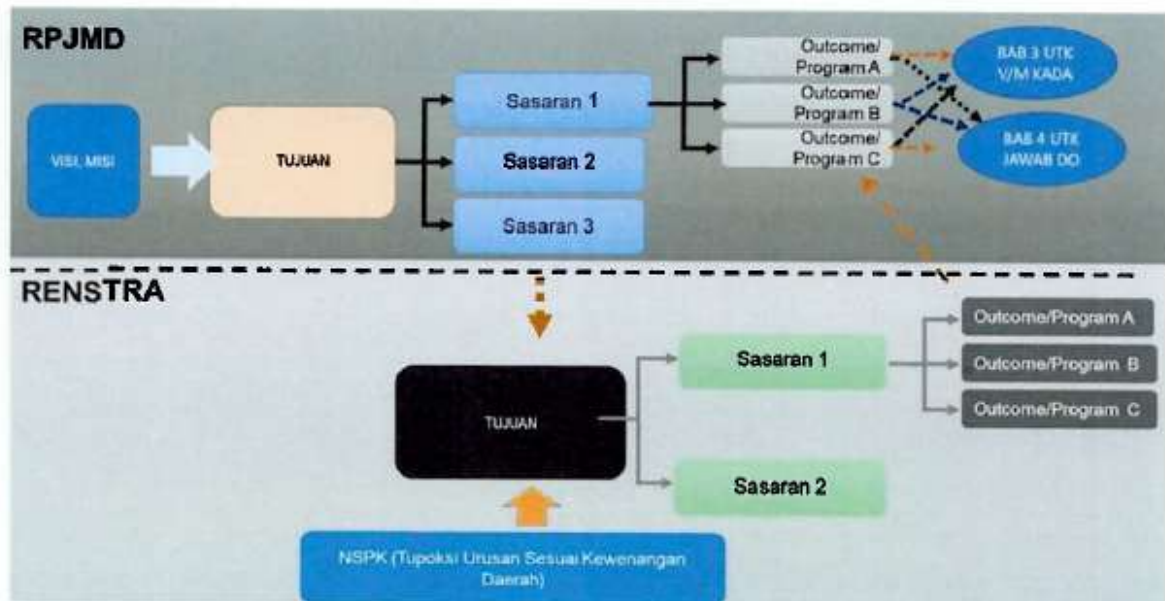 RPJMD
VISI, MISI
TUJUAN
Sasaran 1
Sasaran 2
Sasaran 3
Outcome/
Program A
Outcome/
Program B
Outcome/
Program C
BAB 3 UTK
V/M KADA
BAB 4 UTK
JAWAB DO
RENSTRA
TUJUAN
Sasaran 1
Sasaran 2
Outcome/Program A
Outcome/Program B
Outcome/Program C
NSPK (Tupoksi Urusan Sesuai Kewenangan
Daerah)